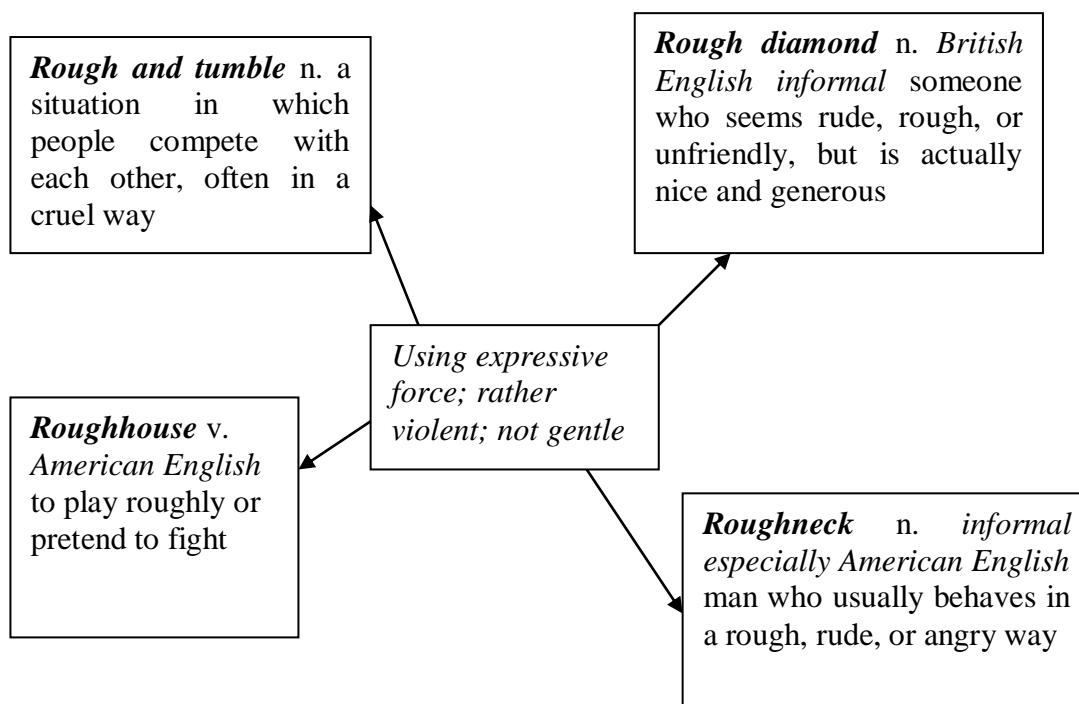 Rough and tumble n. a
situation in which
people compete with
each other, often in a
cruel way
Rough diamond n. British
English informal someone
who seems rude, rough, or
unfriendly, but is actually
nice and generous
Using expressive
force; rather
violent; not gentle
Roughhouse v.
American English
to play roughly or
pretend to fight
Roughneck n. informal
especially American English
man who usually behaves in
a rough, rude, or angry way